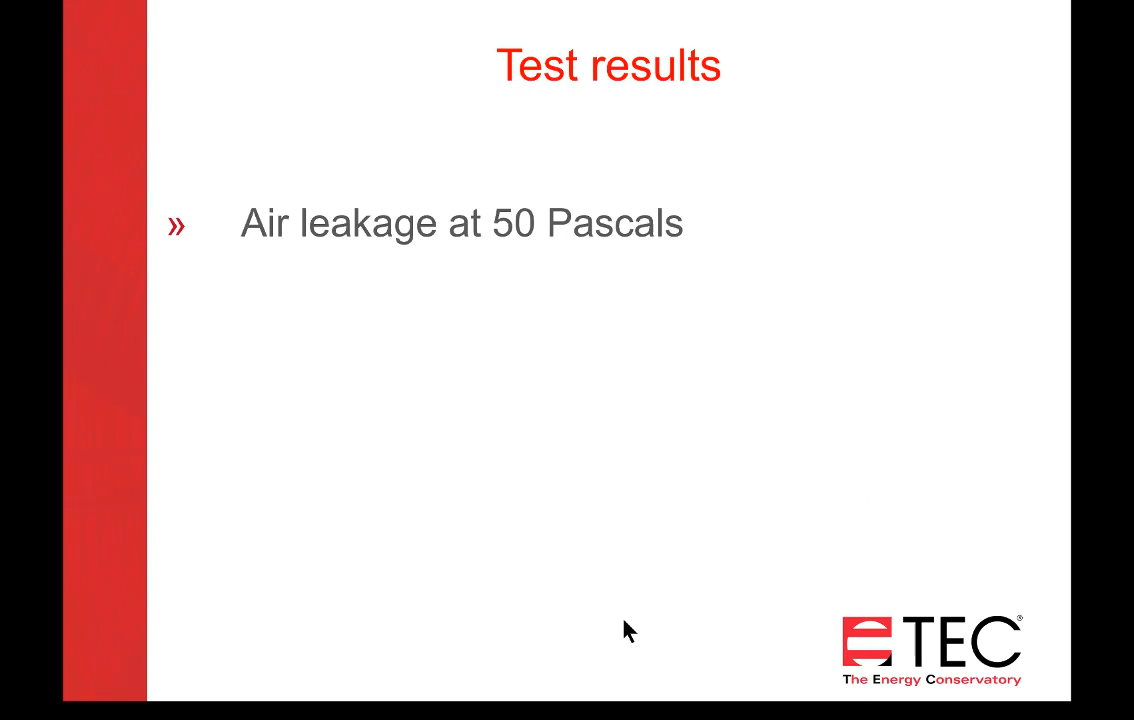 Test results
» Air leakage at 50 Pascals
TEC®
The Energy Conservatory